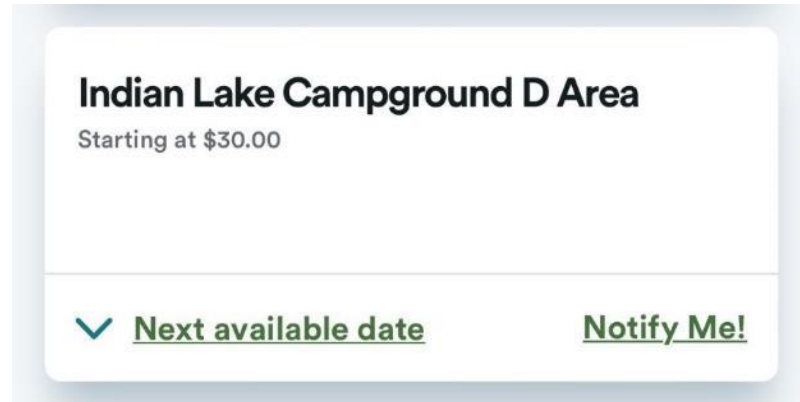 Indian Lake Campground D Area
Starting at $30.00
Next available date
Notify Me!